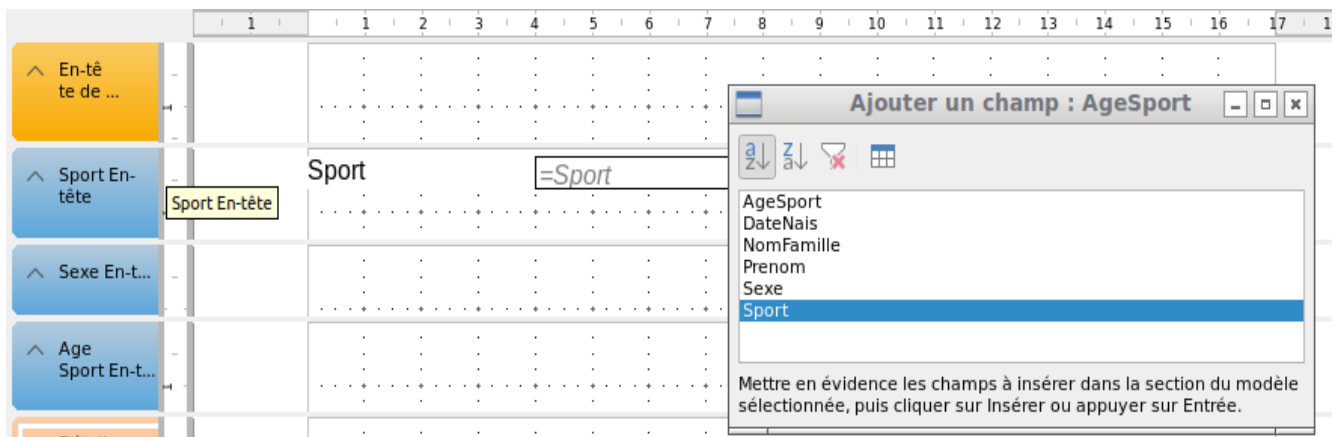 1 1 2 3 4 5 6 7 8 9 10 11 12 13 14 15 16 17 1
En-tê
te de ...
1
Ajouter un champ : AgeSport
Sport En-
tête
Sport
=Sport
Sport En-tête
AgeSport
DateNais
NomFamille
Prenom
Sexe
Sport
Sexe En-t...
Age
Sport En-t...
1
Mettre en évidence les champs à insérer dans la section du modèle
sélectionnée, puis cliquer sur Insérer ou appuyer sur Entrée.